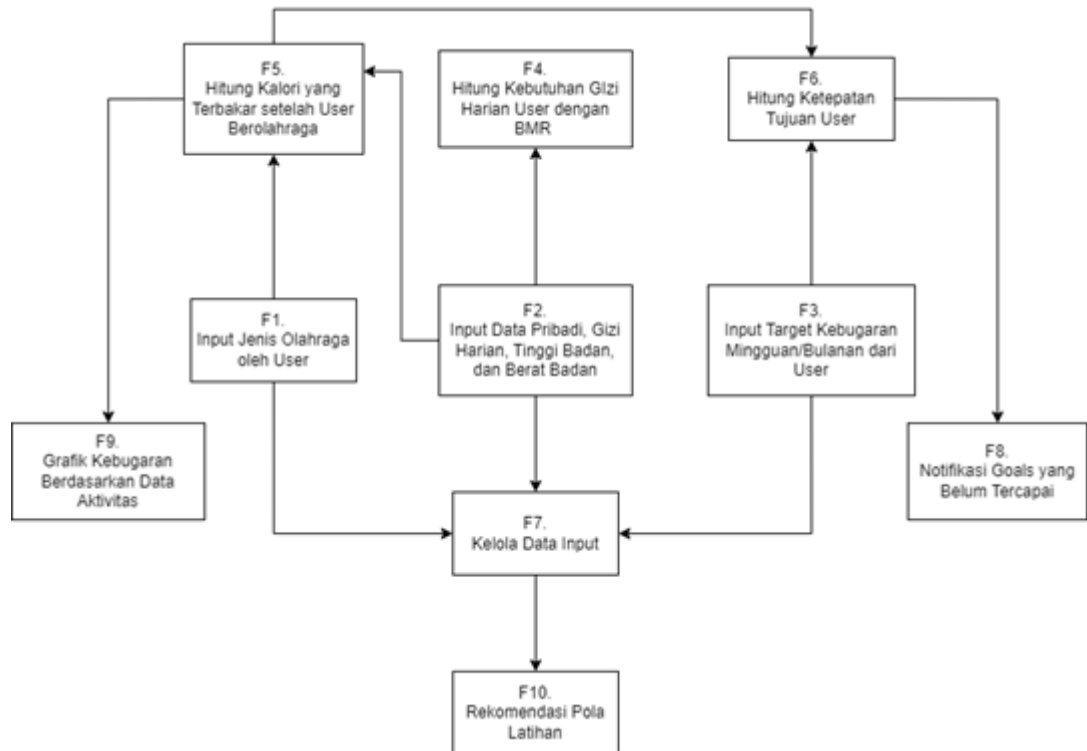 F5.
Hitung Kalori yang
Terbakar setelah User
Berolahraga
F4.
Hitung Kebutuhan GIzi
Harian User dengan
BMR
F6.
Hitung Ketepatan
Tujuan User
F1.
Input Jenis Olahraga
oleh User
F2.
Input Data Pribadi, Gizi
Harian, Tinggi Badan,
dan Berat Badan
F3.
Input Target Kebugaran
Mingguan/Bulanan dari
User
F9.
Grafik Kebugaran
Berdasarkan Data
Aktivitas
F8.
Notifikasi Goals yang
Belum Tercapai
F7.
Kelola Data Input
F10.
Rekomendasi Pola
Latihan